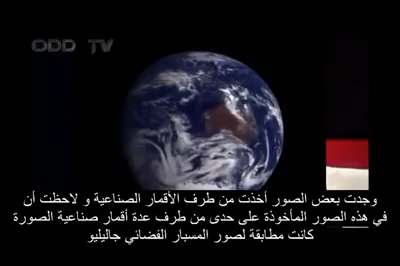 ODD TV
وجدت بعض الصور أخذت من طرف الأقمار الصناعية و لاحظت أن
في هذه الصور المأخوذة على حدى من طرف عدة أقمار صناعية الصورة
كانت مطابقة لصور المسبار الفضائي جاليليو